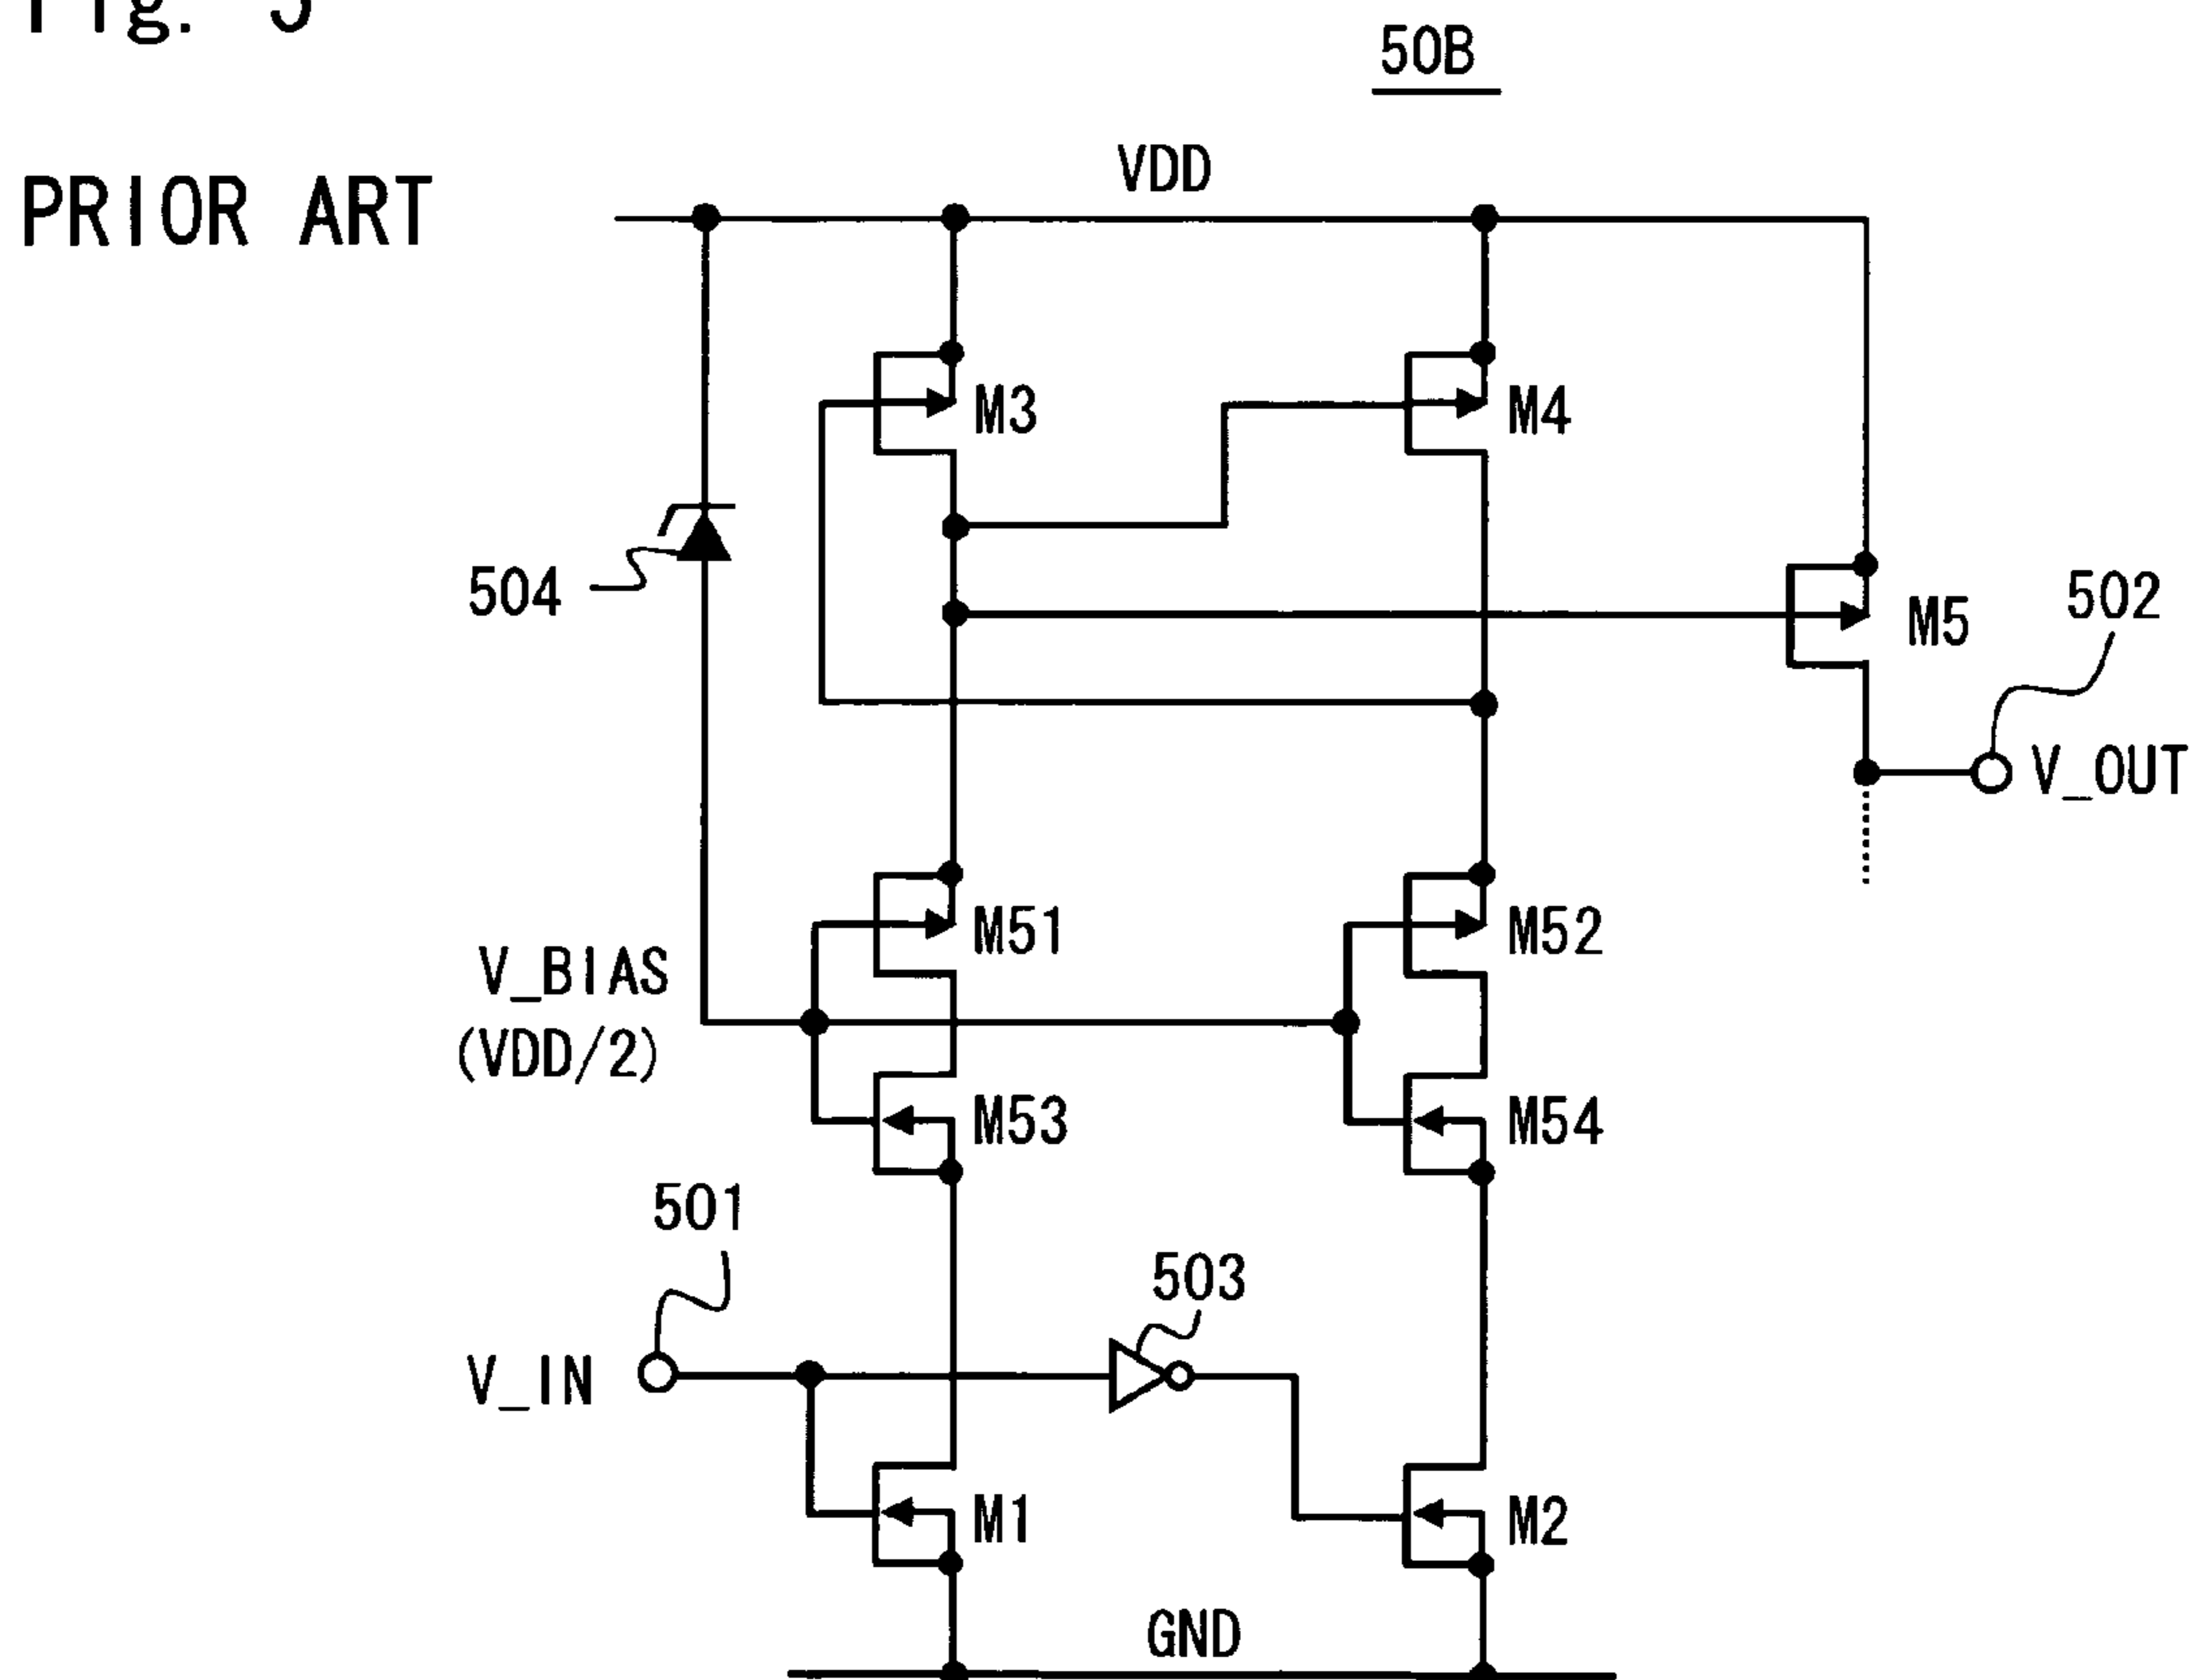 Fig.
50B
PRIOR ART
VDD
M3
M4
504
M5
502
V_OUT
M51
M52
V_BIAS
(VDD/2)
M53
M54
501
503
V_IN
M1
M2
GND